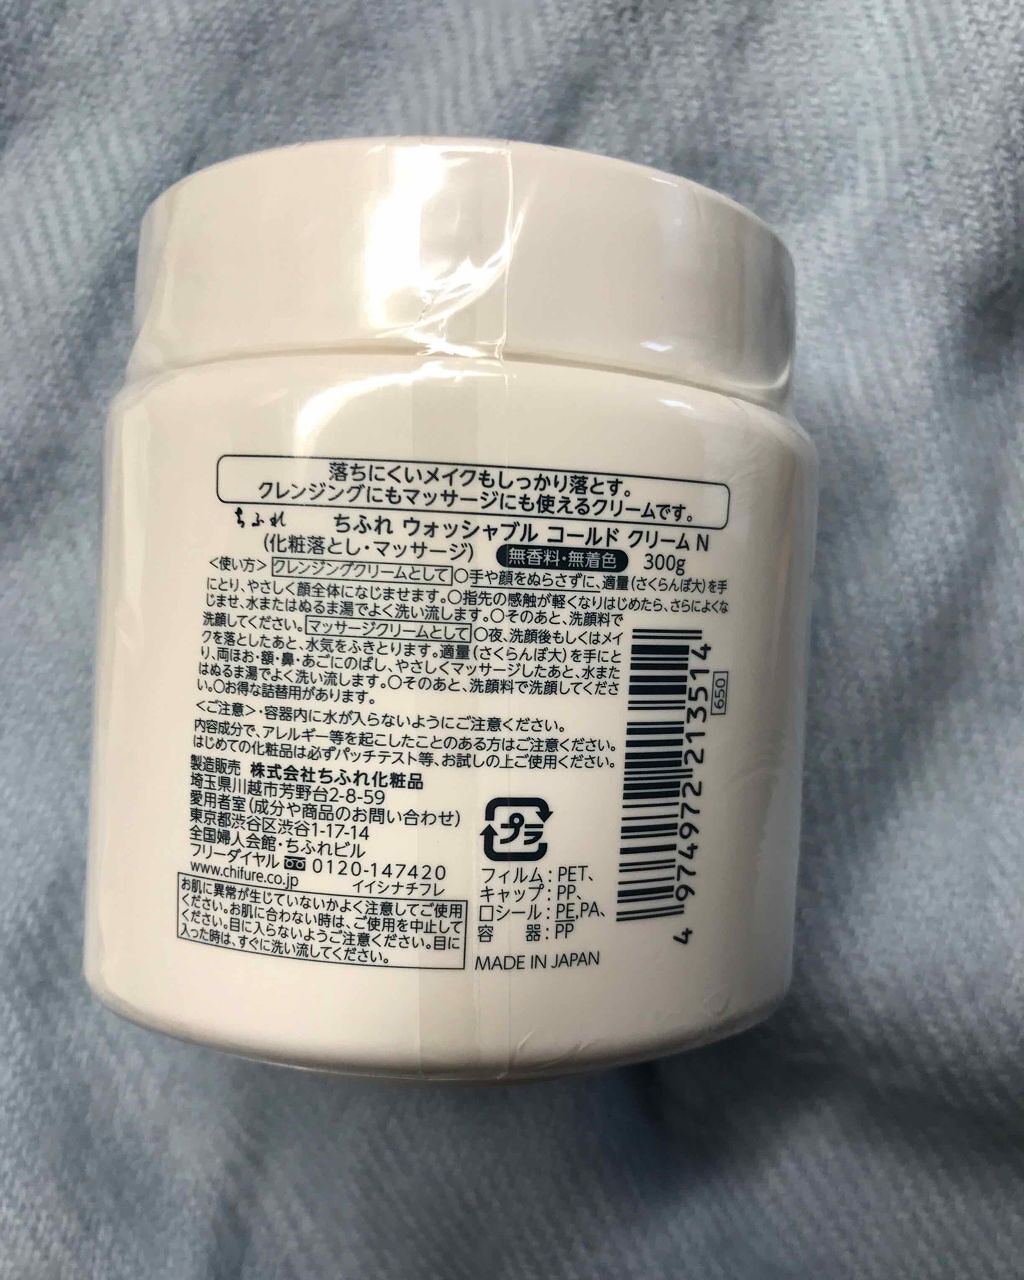 落ちにくいメイクもしっかり落とす。
クレンジングにもマッサージにも使えるクリームです。
ちふれ ちふれ ウォッシャブル コールド クリーム N
(化粧落とし・マッサージ) 無香料・無着色 300g
<使い方>クレンジングクリームとして○手や顔をぬらさずに、適量(さくらんぼ大)を手
にとり、やさしく顔全体になじませます。○指先の感触が軽くなりはじめたら、さらによくな
じませ、水またはぬるま湯でよく洗い流します。○そのあと、洗顔料で
洗顔してください。マッサージクリームとして○夜、洗顔後もしくはメイ
クを落としたあと、水気をふきとります。適量(さくらんぼ大)を手にと
り、両ほお・額・鼻・あごにのばし、やさしくマッサージしたあと、水また
はぬるま湯でよく洗い流します。○そのあと、洗顔料で洗顔してくださ
い。○お得な詰替用があります。
<ご注意>・容器内に水が入らないようにご注意ください。
内容成分で、アレルギー等を起こしたことのある方はご注意ください。
はじめての化粧品は必ずパッチテスト等、お試しの上ご使用ください。
製造販売 株式会社ちふれ化粧品
埼玉県川越市芳野台2-8-59
愛用者室(成分や商品のお問い合わせ)
東京都渋谷区渋谷1-17-14
全国婦人会館・ちふれビル
フリーダイヤル 0120-147420
www.chifure.co.jp イイシナチフレ
お肌に異常が生じていないかよく注意してご使用
ください。お肌に合わない時は、ご使用を中止して
ください。目に入らないようご注意ください。目に
入った時は、すぐに洗い流してください。
プラ
フィルム:PET、
キャップ:PP、
口シール:PE,PA、
容 器:PP
MADE IN JAPAN
4 974972 213514
650